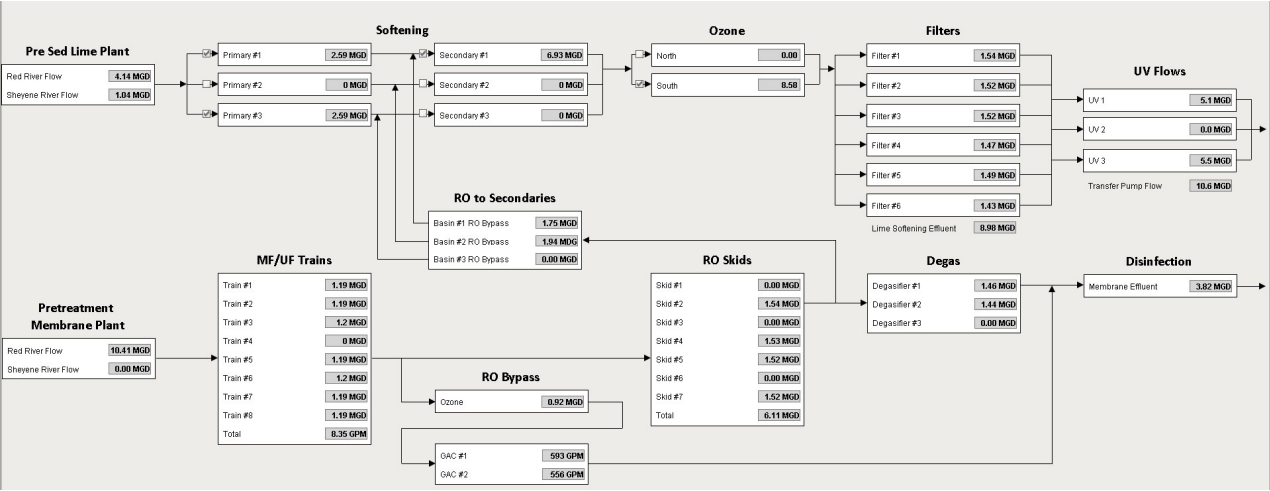 Softening
Pre Sed Lime Plant
Red River Flow 4.14 MGD
Sheyene River Flow 1.04 MGD
Primary #1 2.59 MGD
Primary #2 0 MGD
Primary #3 2.59 MGD
Secondary #1 6.93 MGD
Secondary #2 0 MGD
Secondary #3 0 MGD
Ozone
North 0.00
South 8.58
Filters
Filter #1 1.54 MGD
Filter #2 1.52 MGD
Filter #3 1.52 MGD
Filter #4 1.47 MGD
Filter #5 1.49 MGD
Filter #6 1.43 MGD
Lime Softening Effluent 8.98 MGD
UV Flows
UV 1 5.1 MGD
UV 2 0.0 MGD
UV 3 5.5 MGD
Transfer Pump Flow 10.6 MGD
RO to Secondaries
Basin #1 RO Bypass 1.75 MGD
Basin #2 RO Bypass 1.94 MDG
Basin #3 RO Bypass 0.00 MGD
Pretreatment
Membrane Plant
Red River Flow 10.41 MGD
Sheyene River Flow 0.00 MGD
MF/UF Trains
Train #1 1.19 MGD
Train #2 1.19 MGD
Train #3 1.2 MGD
Train #4 0 MGD
Train #5 1.19 MGD
Train #6 1.2 MGD
Train #7 1.19 MGD
Train #8 1.19 MGD
Total 8.35 GPM
RO Bypass
Ozone 0.92 MGD
GAC #1 593 GPM
GAC #2 556 GPM
RO Skids
Skid #1 0.00 MGD
Skid #2 1.54 MGD
Skid #3 0.00 MGD
Skid #4 1.53 MGD
Skid #5 1.52 MGD
Skid #6 0.00 MGD
Skid #7 1.52 MGD
Total 6.11 MGD
Degas
Degasifier #1 1.46 MGD
Degasifier #2 1.44 MGD
Degasifier #3 0.00 MGD
Disinfection
Membrane Effluent 3.82 MGD